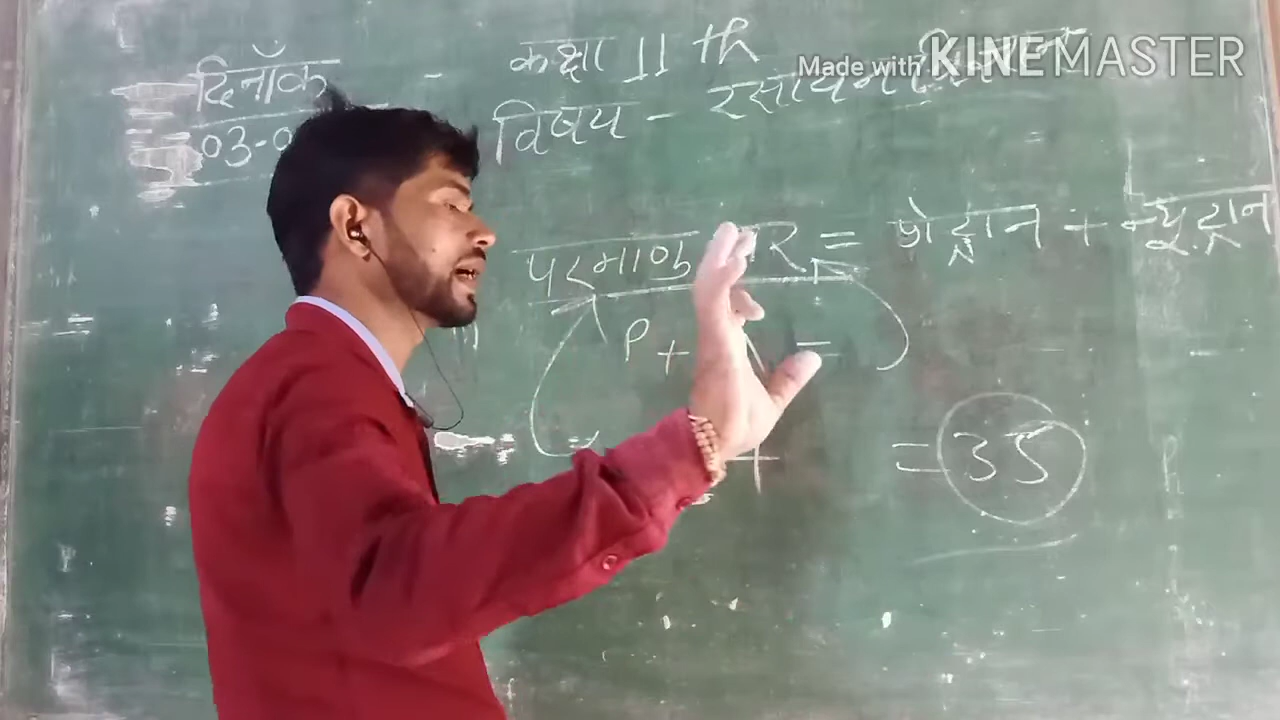 दिनाँक - कक्षा 11 th
Made with KINEMASTER
03-0
विषय - रसायन विज्ञान
परमाणु = प्रोट्रान + न्यूट्रान
P + =
+ = 35